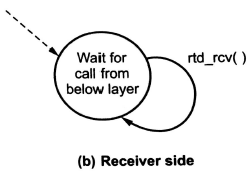 Wait for
call from
below layer
rtd_rcv( )
(b) Receiver side